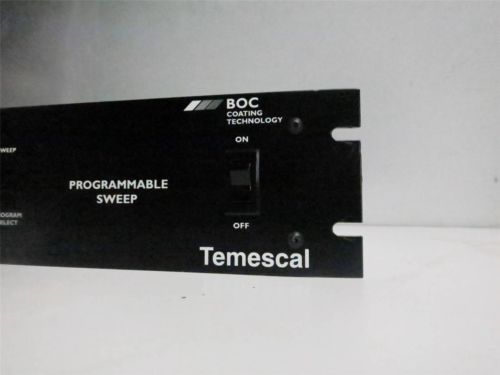 BOC
COATING
TECHNOLOGY
ON
PROGRAMMABLE
SWEEP
OFF
Temescal